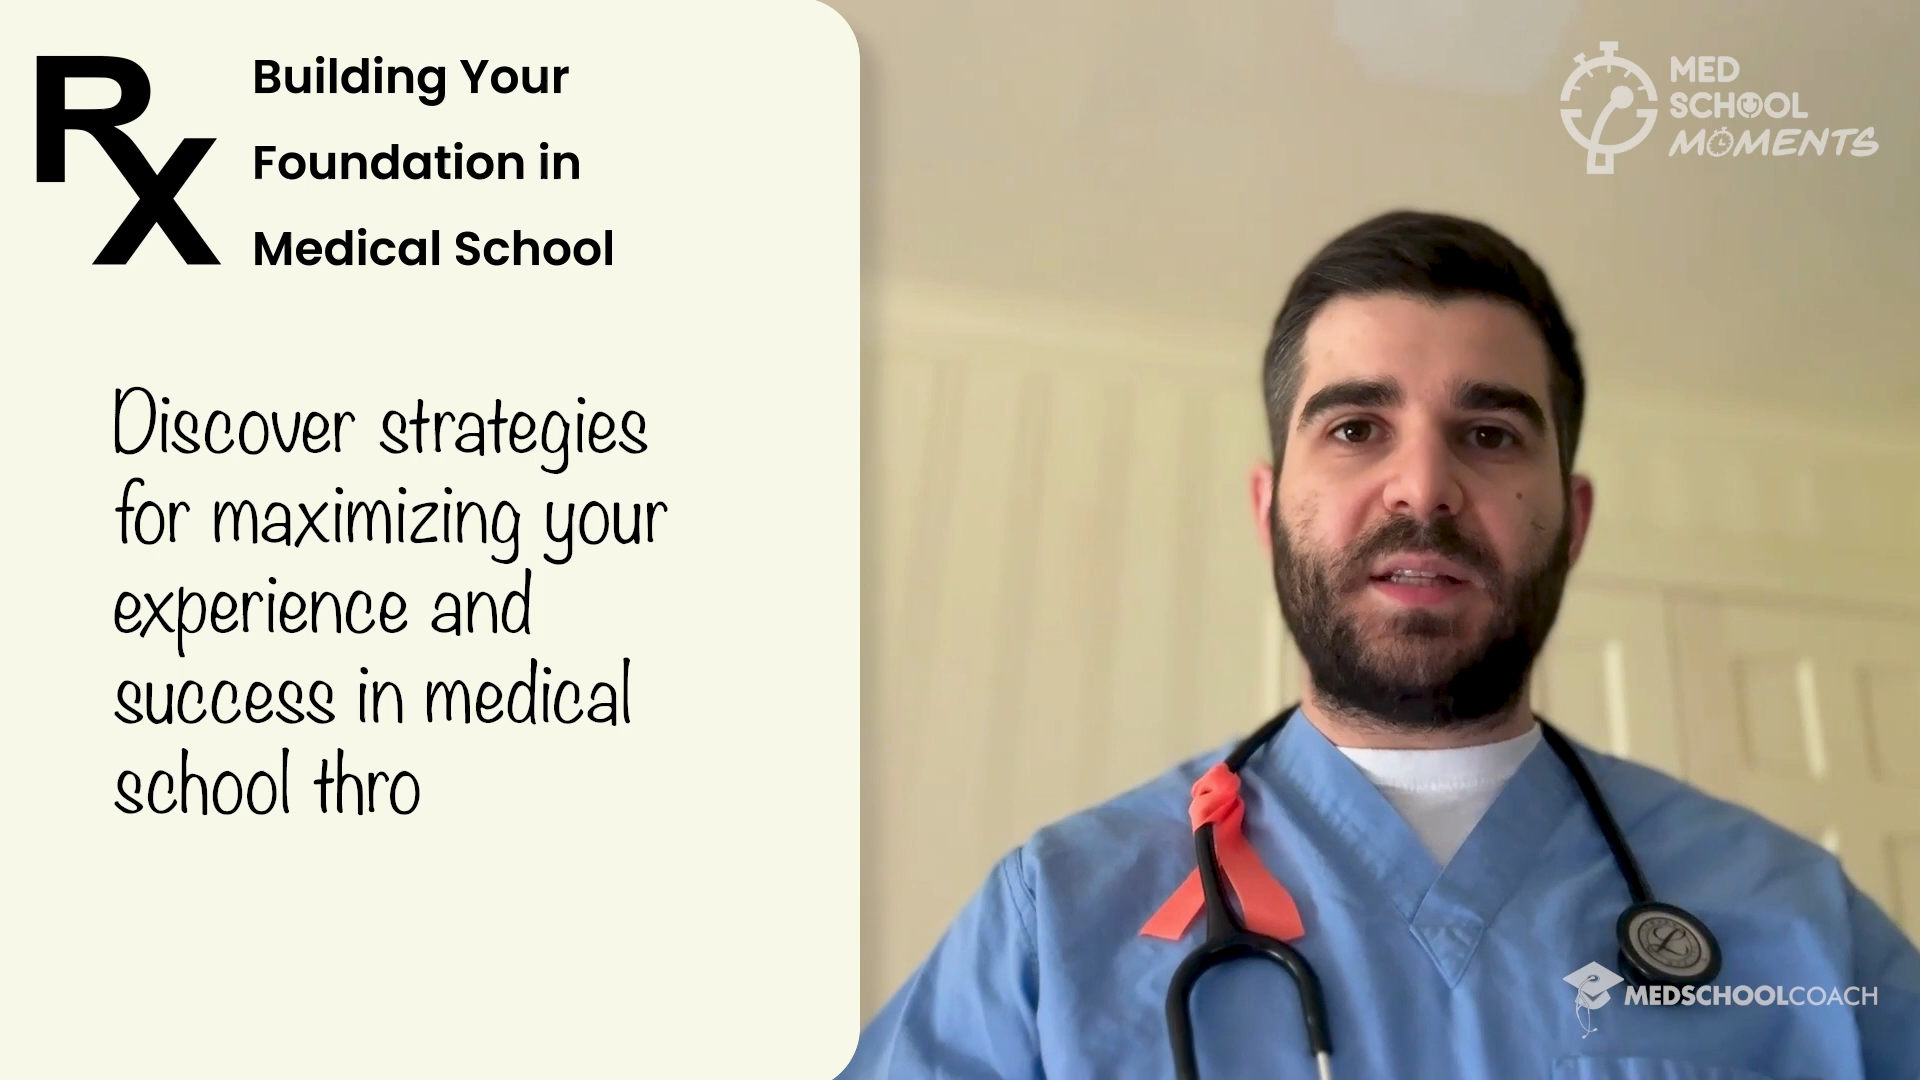 Rx
Building Your
Foundation in
Medical School
Discover strategies
for maximizing your
experience and
success in medical
school thro
MED
SCHOOL
MOMENTS
MEDSCHOOLCOACH